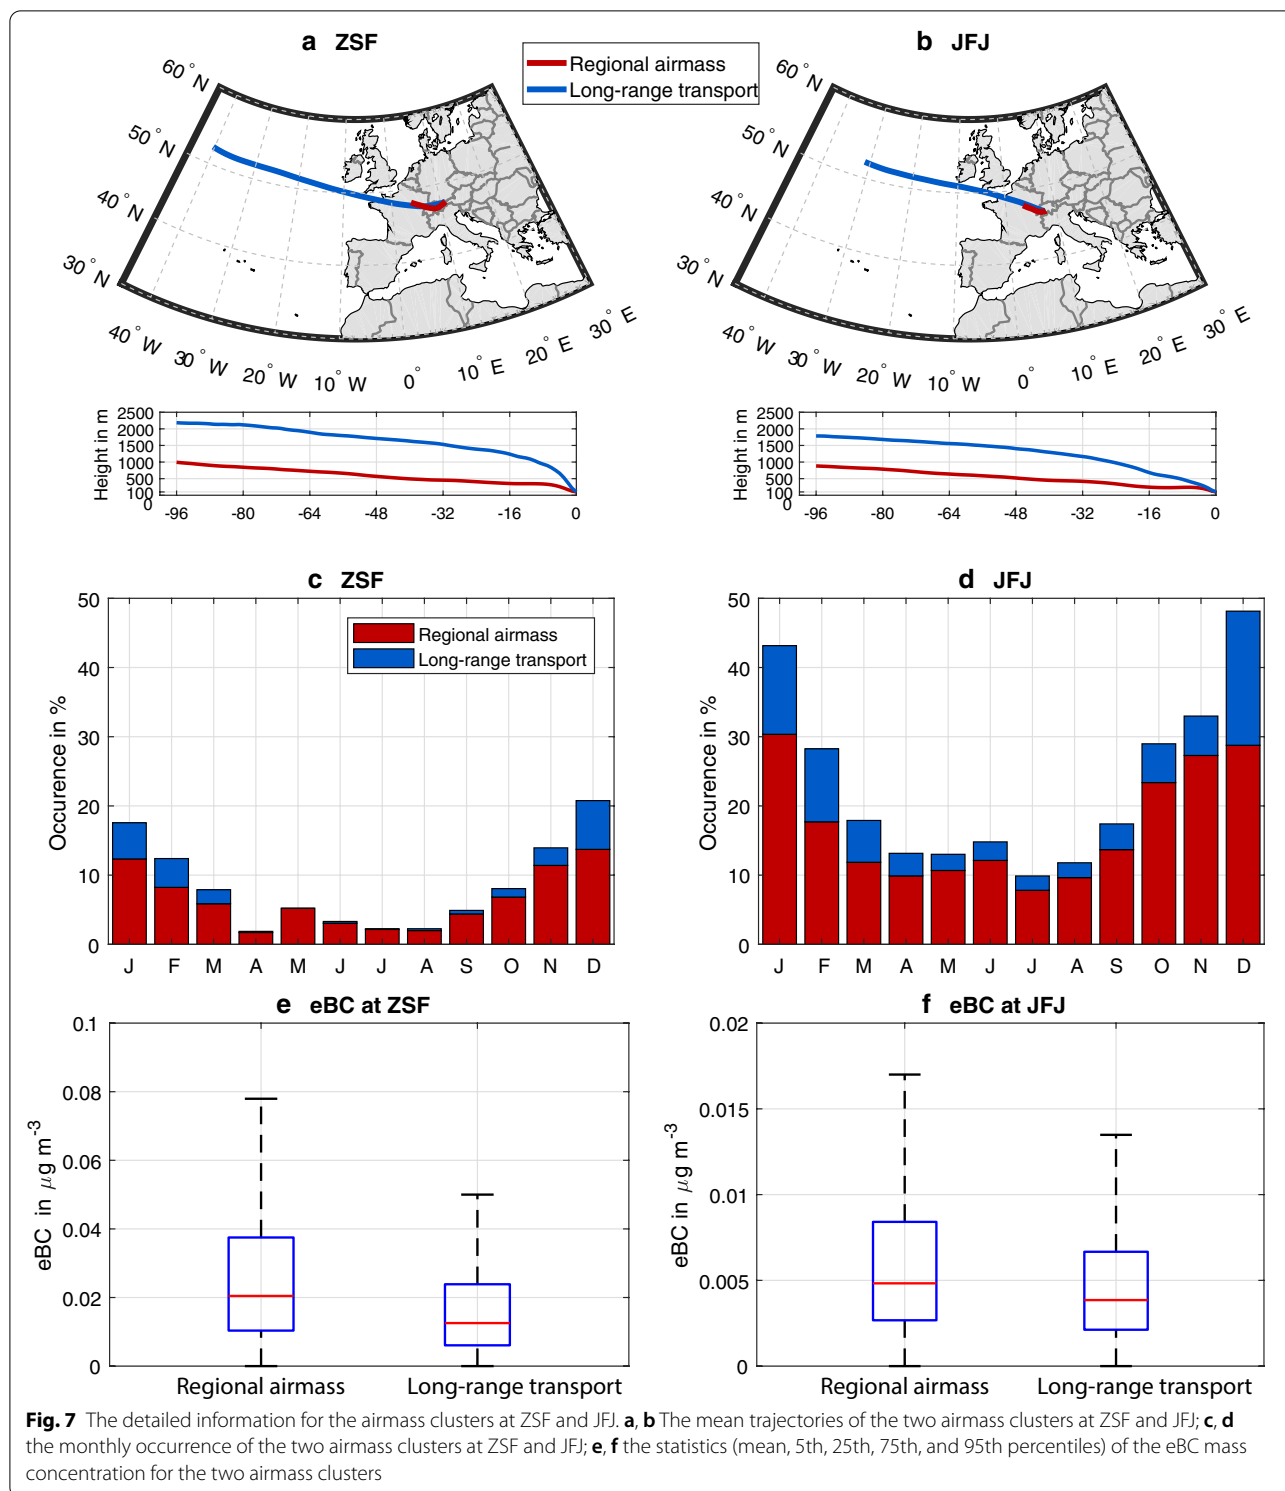 a ZSF
b JFJ
Regional airmass
Long-range transport
60° N
50° N
40° N
30° N
40° W
30° W
20° W
10° W
0°
10° E
20° E
30° E
60° N
50° N
40° N
30° N
40° W
30° W
20° W
10° W
0°
10° E
20° E
30° E
Height in m
2500
2000
1000
500
100
0
-96 -80 -64 -48 -32 -16 0
Height in m
2500
2000
1000
500
100
0
-96 -80 -64 -48 -32 -16 0
c ZSF
Occurence in %
50
40
30
20
10
0
Regional airmass
Long-range transport
J F M A M J J A S O N D
d JFJ
Occurence in %
50
40
30
20
10
0
J F M A M J J A S O N D
e eBC at ZSF
eBC in μg m-3
0.1
0.08
0.06
0.04
0.02
0
Regional airmass Long-range transport
f eBC at JFJ
eBC in μg m-3
0.02
0.015
0.01
0.005
0
Regional airmass Long-range transport
Fig. 7 The detailed information for the airmass clusters at ZSF and JFJ. a, b The mean trajectories of the two airmass clusters at ZSF and JFJ; c, d
the monthly occurrence of the two airmass clusters at ZSF and JFJ; e, f the statistics (mean, 5th, 25th, 75th, and 95th percentiles) of the eBC mass
concentration for the two airmass clusters